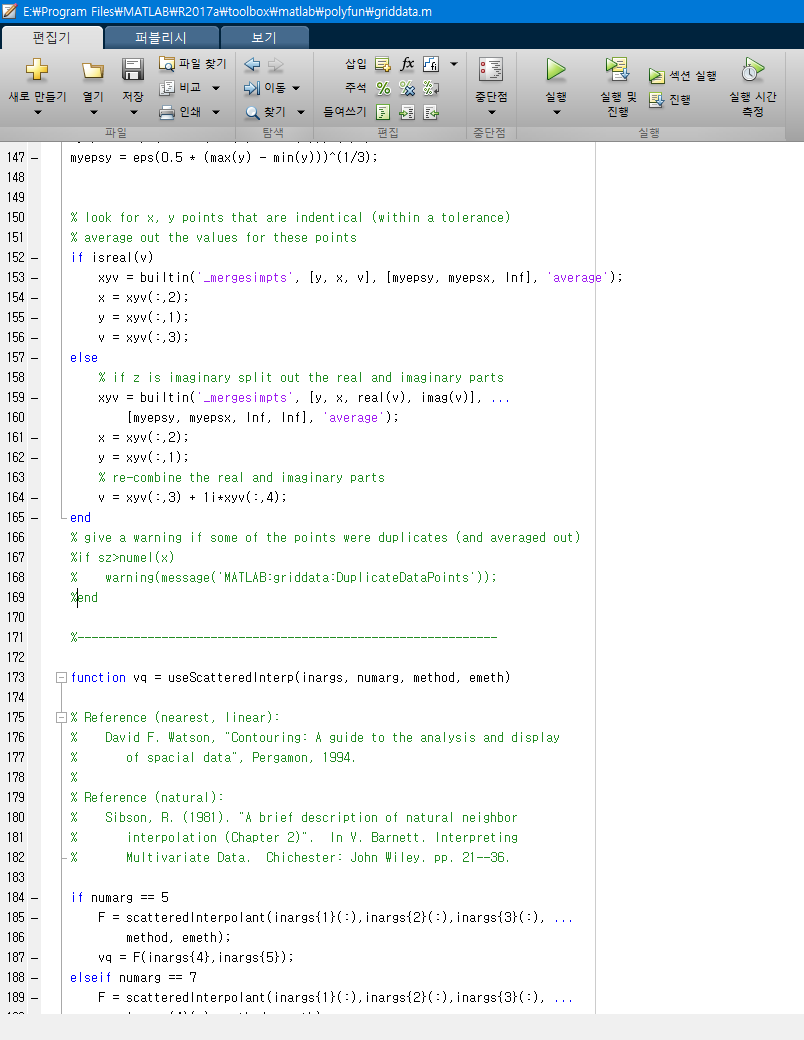 E:₩Program Files₩MATLAB₩R2017a₩toolbox₩matlab₩polyfun₩griddata.m
편집기 퍼블리시 보기
새로 만들기 열기 저장 파일 찾기 비교 인쇄 파일
이동 찾기 탐색
삽입 fx 주석 들여쓰기 편집
중단점 중단점
실행 실행 및 진행 섹션 실행 진행 실행 시간 측정 실행
147 – myepsy = eps(0.5 * (max(y) - min(y)))^(1/3);
148
149
150 % look for x, y points that are indentical (within a tolerance)
151 % average out the values for these points
152 – if isreal(v)
153 – xyv = builtin('_mergesimpts', [y, x, v], [myepsy, myepsx, Inf], 'average');
154 – x = xyv(:,2);
155 – y = xyv(:,1);
156 – v = xyv(:,3);
157 – else
158 % if z is imaginary split out the real and imaginary parts
159 – xyv = builtin('_mergesimpts', [y, x, real(v), imag(v)], ...
160 [myepsy, myepsx, Inf, Inf], 'average');
161 – x = xyv(:,2);
162 – y = xyv(:,1);
163 % re-combine the real and imaginary parts
164 – v = xyv(:,3) + 1i*xyv(:,4);
165 – end
166 % give a warning if some of the points were duplicates (and averaged out)
167 %if sz>numel(x)
168 % warning(message('MATLAB:griddata:DuplicateDataPoints'));
169 %end
170
171 %------------------------------------------------------------
172
173 function vq = useScatteredInterp(inargs, numarg, method, emeth)
174
175 % Reference (nearest, linear):
176 % David F. Watson, "Contouring: A guide to the analysis and display
177 % of spacial data", Pergamon, 1994.
178 %
179 % Reference (natural):
180 % Sibson, R. (1981). "A brief description of natural neighbor
181 % interpolation (Chapter 2)". In V. Barnett. Interpreting
182 % Multivariate Data. Chichester: John Wiley. pp. 21--36.
183
184 – if numarg == 5
185 – F = scatteredInterpolant(inargs{1}(:),inargs{2}(:),inargs{3}(:), ...
186 method, emeth);
187 – vq = F(inargs{4},inargs{5});
188 – elseif numarg == 7
189 – F = scatteredInterpolant(inargs{1}(:),inargs{2}(:),inargs{3}(:), ...